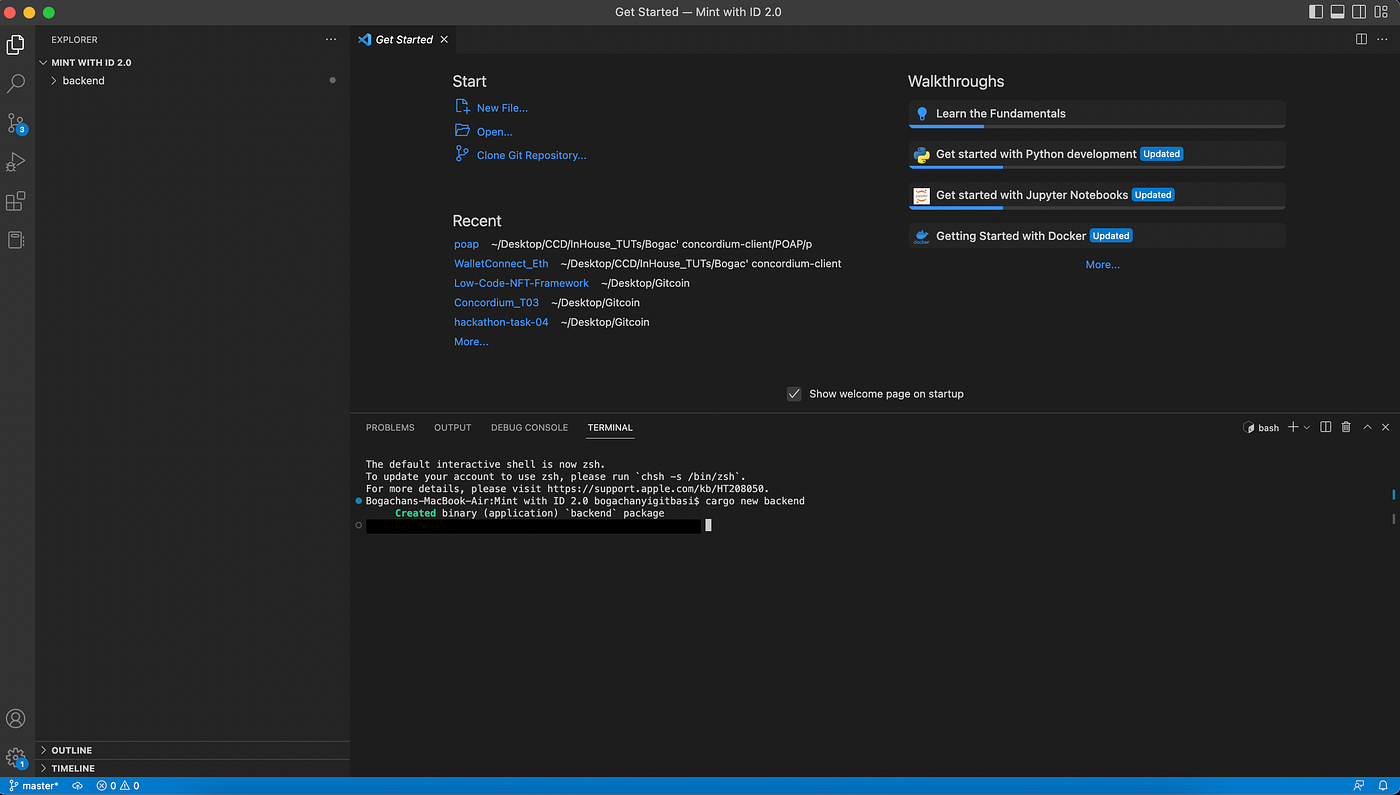 Get Started — Mint with ID 2.0
EXPLORER
MINT WITH ID 2.0
backend
3
1
OUTLINE
TIMELINE
Get Started
Start
New File...
Open...
Clone Git Repository...
Recent
poap ~/Desktop/CCD/InHouse_TUTs/Bogac' concordium-client/POAP/p
WalletConnect_Eth ~/Desktop/CCD/InHouse_TUTs/Bogac' concordium-client
Low-Code-NFT-Framework ~/Desktop/Gitcoin
Concordium_T03 ~/Desktop/Gitcoin
hackathon-task-04 ~/Desktop/Gitcoin
More...
Walkthroughs
Learn the Fundamentals
Get started with Python development Updated
Get started with Jupyter Notebooks Updated
Getting Started with Docker Updated
More...
Show welcome page on startup
PROBLEMS OUTPUT DEBUG CONSOLE TERMINAL bash
The default interactive shell is now zsh.
To update your account to use zsh, please run `chsh -s /bin/zsh`.
For more details, please visit https://support.apple.com/kb/HT208050.
Bogachans-MacBook-Air:Mint with ID 2.0 bogachanyigitbasi$ cargo new backend
Created binary (application) `backend` package
master* 0 0